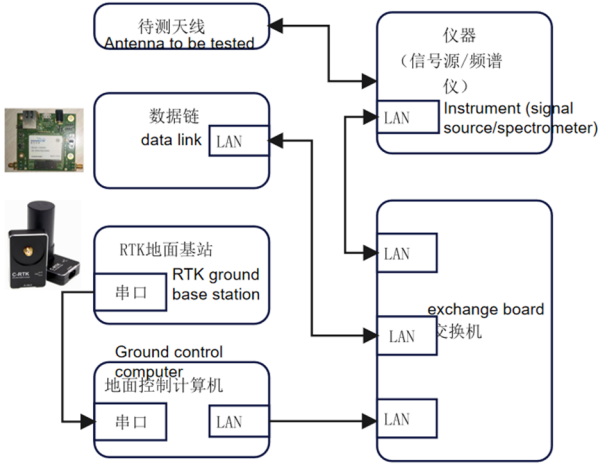 待测天线
Antenna to be tested
仪器
（信号源/频谱
仪）
LAN
Instrument (signal
source/spectrometer)
数据链
data link
LAN
C-RTK
RTK地面基站
RTK ground
base station
串口
LAN
exchange board
交换机
LAN
LAN
Ground control
computer
地面控制计算机
串口
LAN